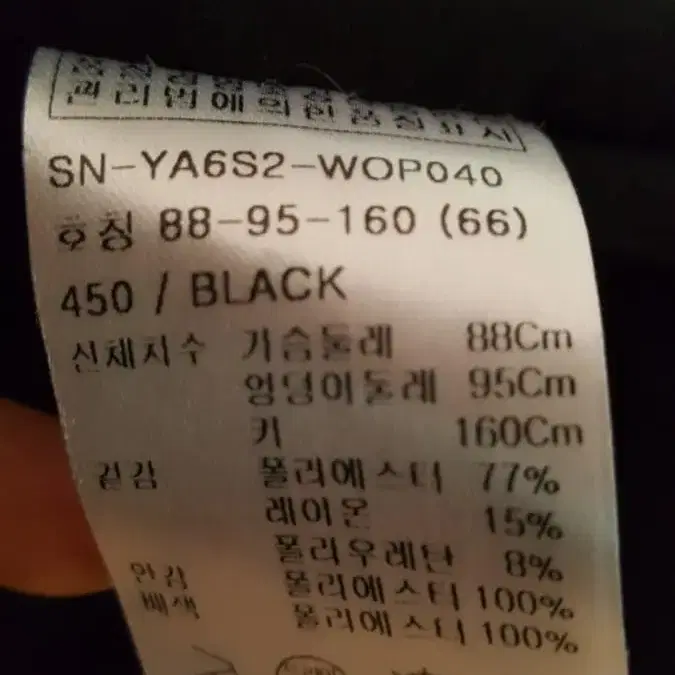 관리법에의한품질표시
SN-YA6S2-WOP040
호칭 88-95-160 (66)
450 / BLACK
신체치수 가슴둘레 88Cm
엉덩이둘레 95Cm
키 160Cm
겉감 폴리에스터 77%
레이온 15%
폴리우레탄 8%
안감 폴리에스터 100%
배색 폴리에스터 100%